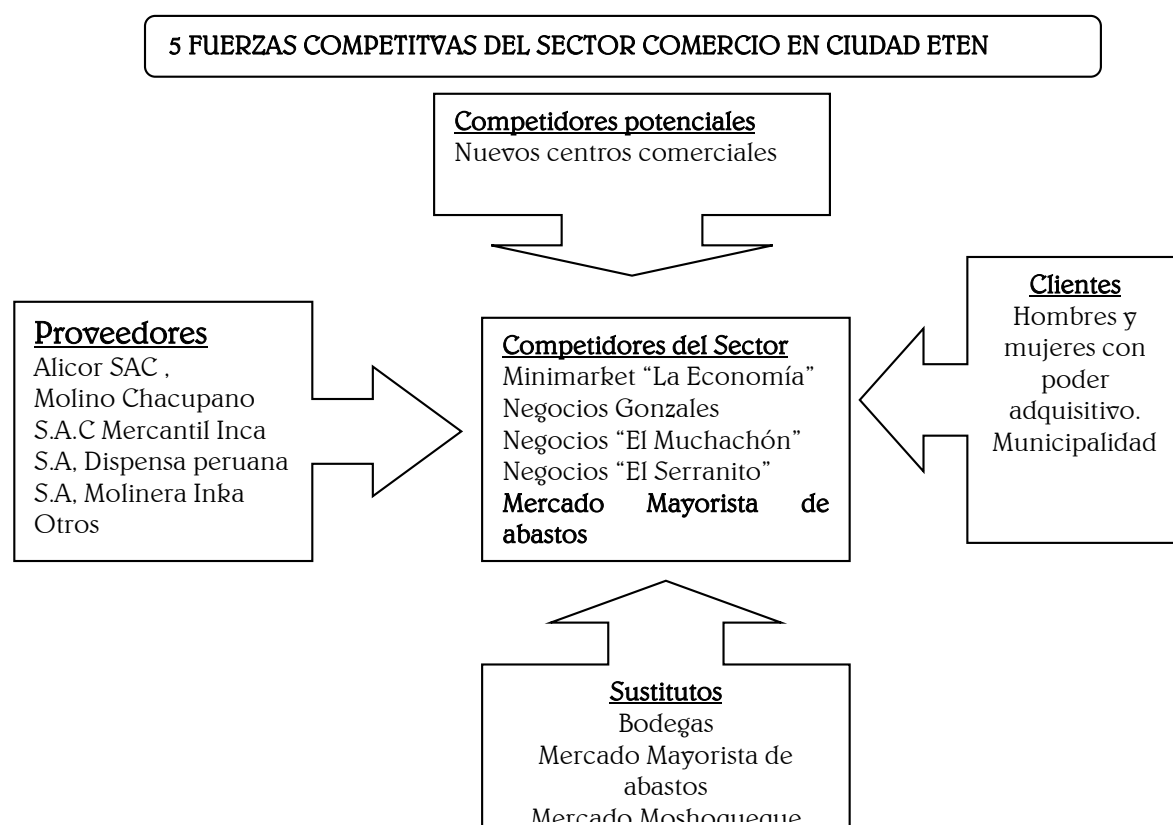 5 FUERZAS COMPETITVAS DEL SECTOR COMERCIO EN CIUDAD ETEN
Competidores potenciales
Nuevos centros comerciales
Proveedores
Alicor SAC ,
Molino Chacupano
S.A.C Mercantil Inca
S.A, Dispensa peruana
S.A, Molinera Inka
Otros
Competidores del Sector
Minimarket “La Economía”
Negocios Gonzales
Negocios “El Muchachón”
Negocios “El Serranito”
Mercado Mayorista de
abastos
Clientes
Hombres y
mujeres con
poder
adquisitivo.
Municipalidad
Sustitutos
Bodegas
Mercado Mayorista de
abastos
Mercado Moshoqueque